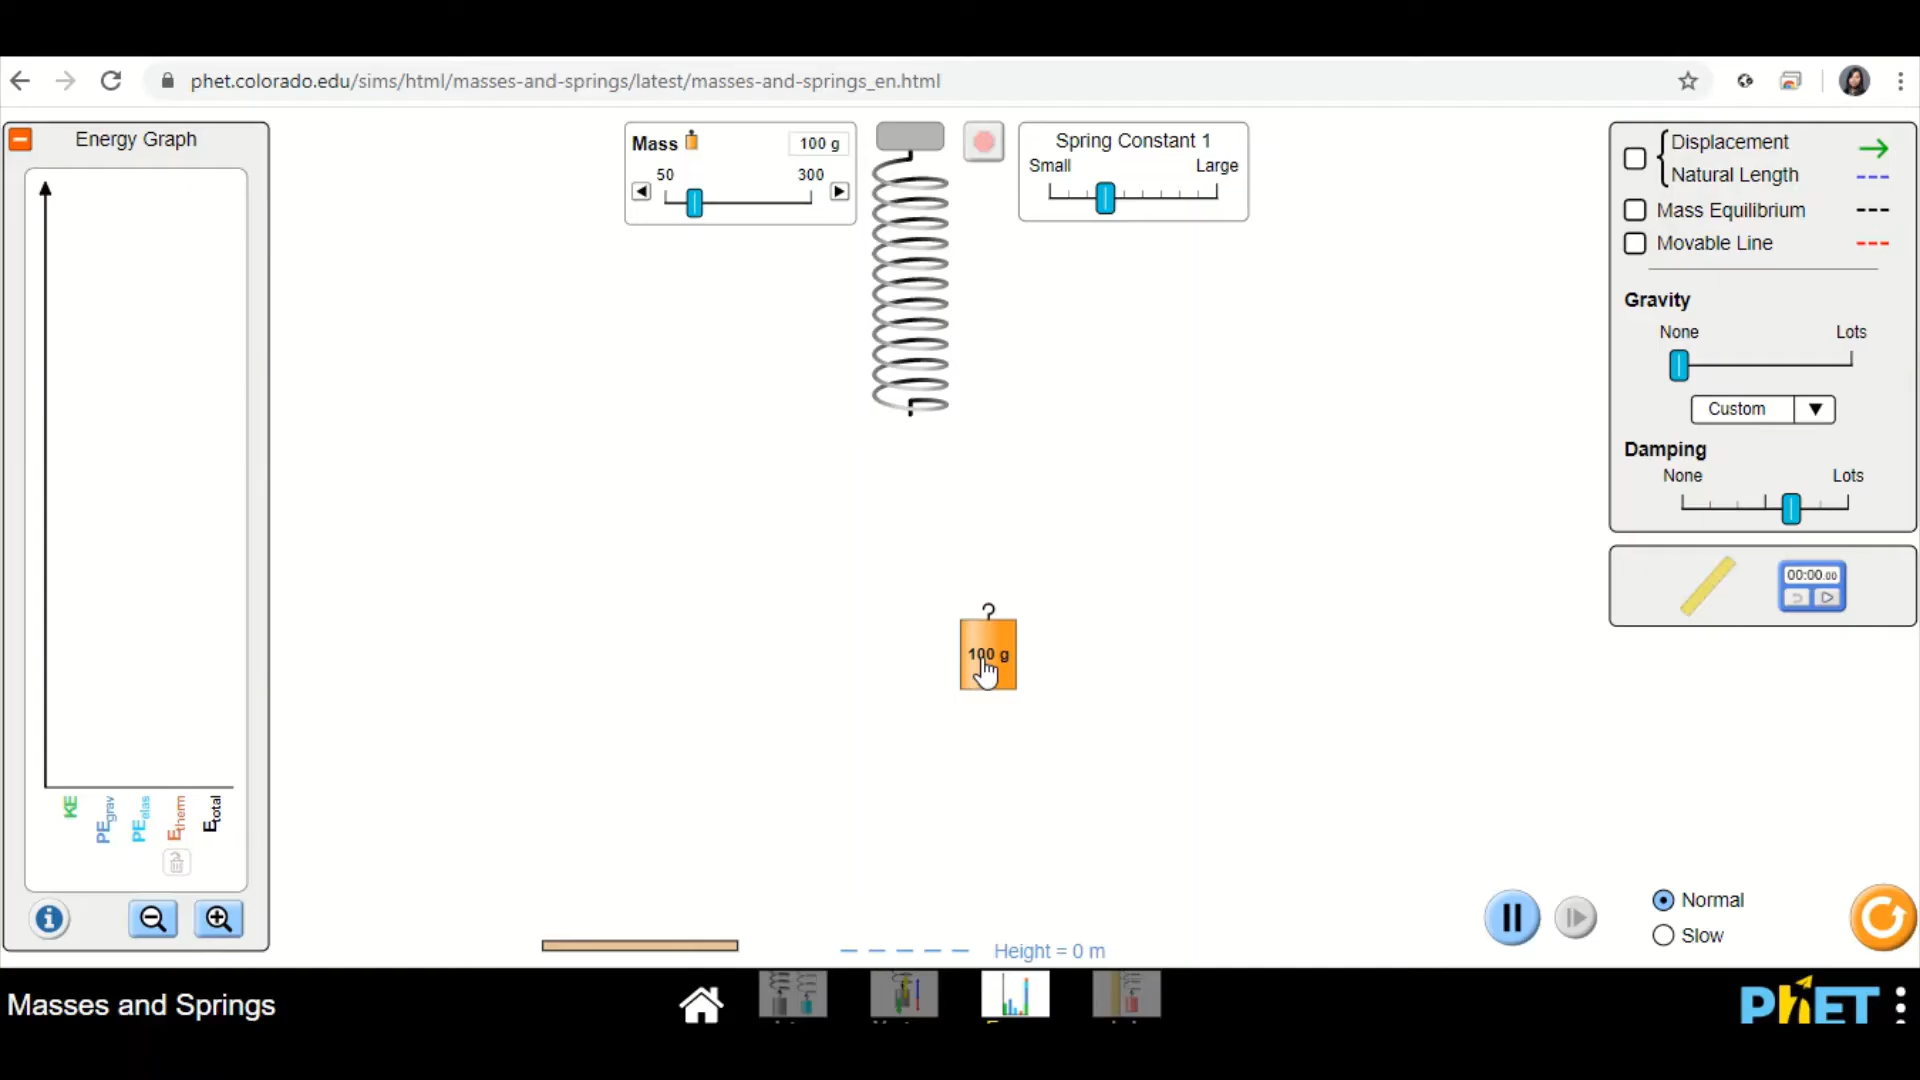 phet.colorado.edu/sims/html/masses-and-springs/latest/masses-and-springs_en.html
Energy Graph
KE
PEgrav
PEelas
Etherm
Etotal
Mass
100 g
50
300
Spring Constant 1
Small
Large
100 g
Height = 0 m
Displacement
Natural Length
Mass Equilibrium
Movable Line
Gravity
None
Lots
Custom
Damping
None
Lots
00:00.00
Normal
Slow
Masses and Springs
PhET